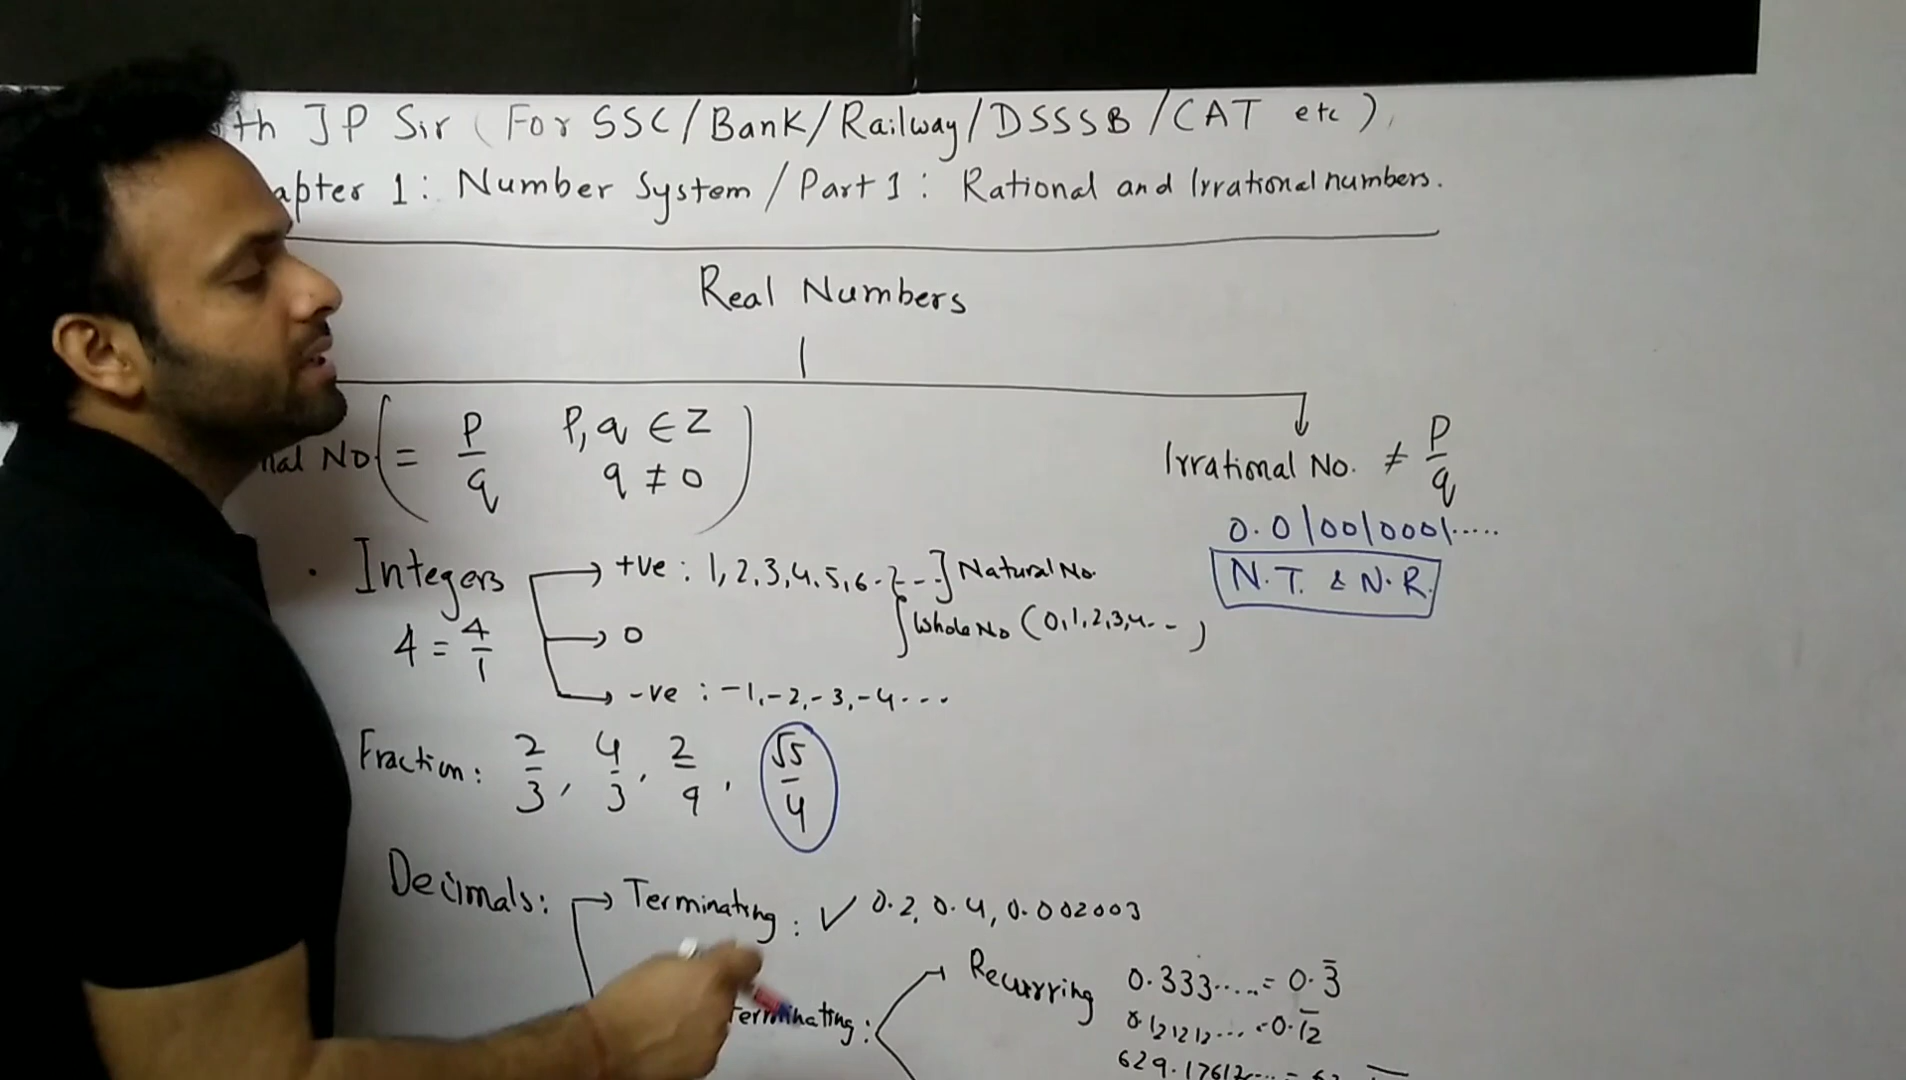 th JP Sir (For SSC/Bank/Railway/DSSSB/CAT etc)
apter 1: Number System/Part 1: Rational and Irrational numbers.
Real Numbers
nal No. = P/q P, q ∈ Z q ≠ 0
Irrational No. ≠ P/q
0.010010001.....
N.T. & N.R.
Integers
+ve : 1,2,3,4,5,6 - - - ] Natural No.
4 = 4/1
0
Whole No (0,1,2,3,4 - - )
-ve : -1,-2,-3,-4...
Fraction: 2/3, 4/3, 2/9, √5/4
Decimals: Terminating: ✓ 0.2, 0.4, 0.002003
Terminating:
Recurring 0.333..... = 0.3̅
0.121212... = 0.1̅2̅